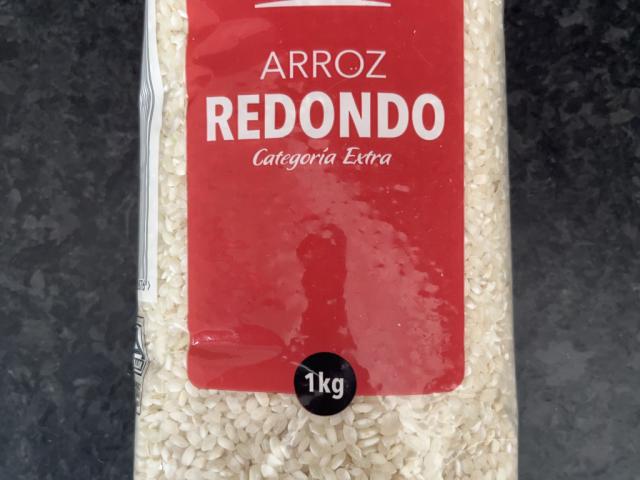 ARROZ
REDONDO
Categoría Extra
1kg